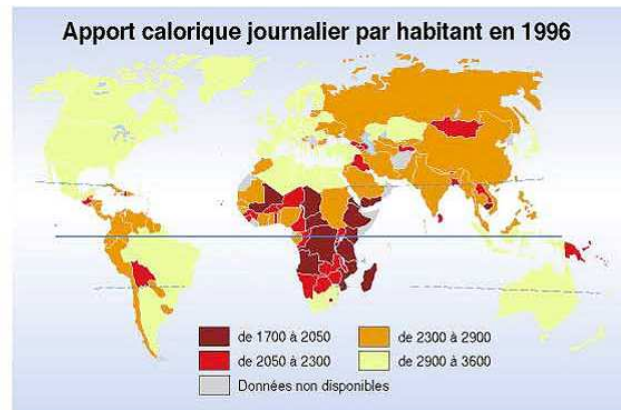 Apport calorique journalier par habitant en 1996
de 1700 à 2050
de 2300 à 2900
de 2050 à 2300
de 2900 à 3600
Données non disponibles